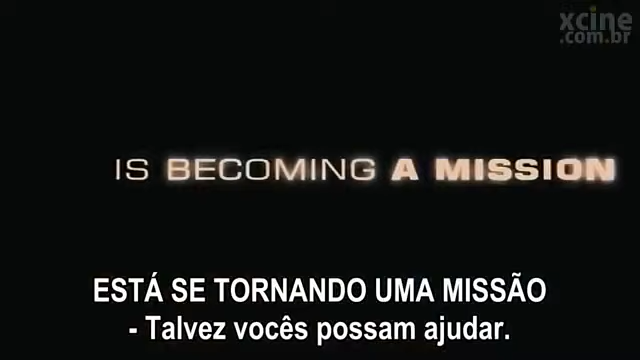 xcine
.com.br
IS BECOMING A MISSION
ESTÁ SE TORNANDO UMA MISSÃO
- Talvez vocês possam ajudar.